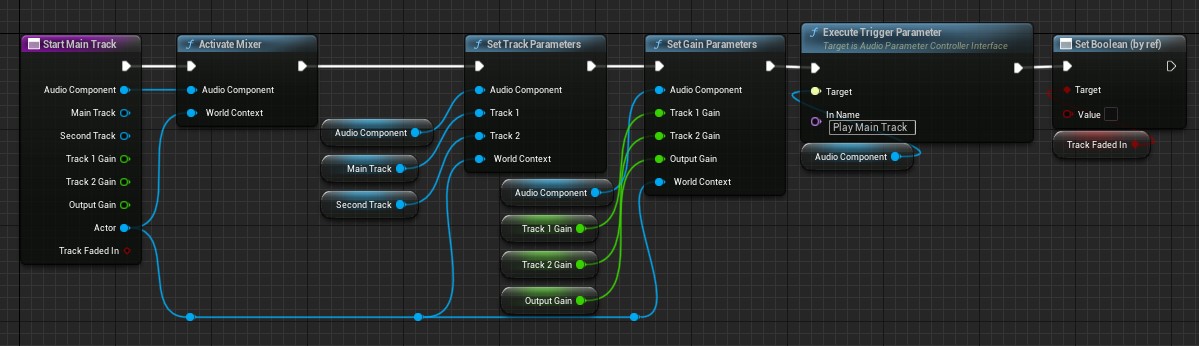 Start Main Track
Audio Component
Main Track
Second Track
Track 1 Gain
Track 2 Gain
Output Gain
Actor
Track Faded In
f Activate Mixer
Audio Component
World Context
Audio Component
Main Track
Second Track
f Set Track Parameters
Audio Component
Track 1
Track 2
World Context
Audio Component
Track 1 Gain
Track 2 Gain
Output Gain
f Set Gain Parameters
Audio Component
Track 1 Gain
Track 2 Gain
Output Gain
World Context
f Execute Trigger Parameter
Target is Audio Parameter Controller Interface
Target
In Name
Play Main Track
Audio Component
Set Boolean (by ref)
Target
Value
Track Faded In